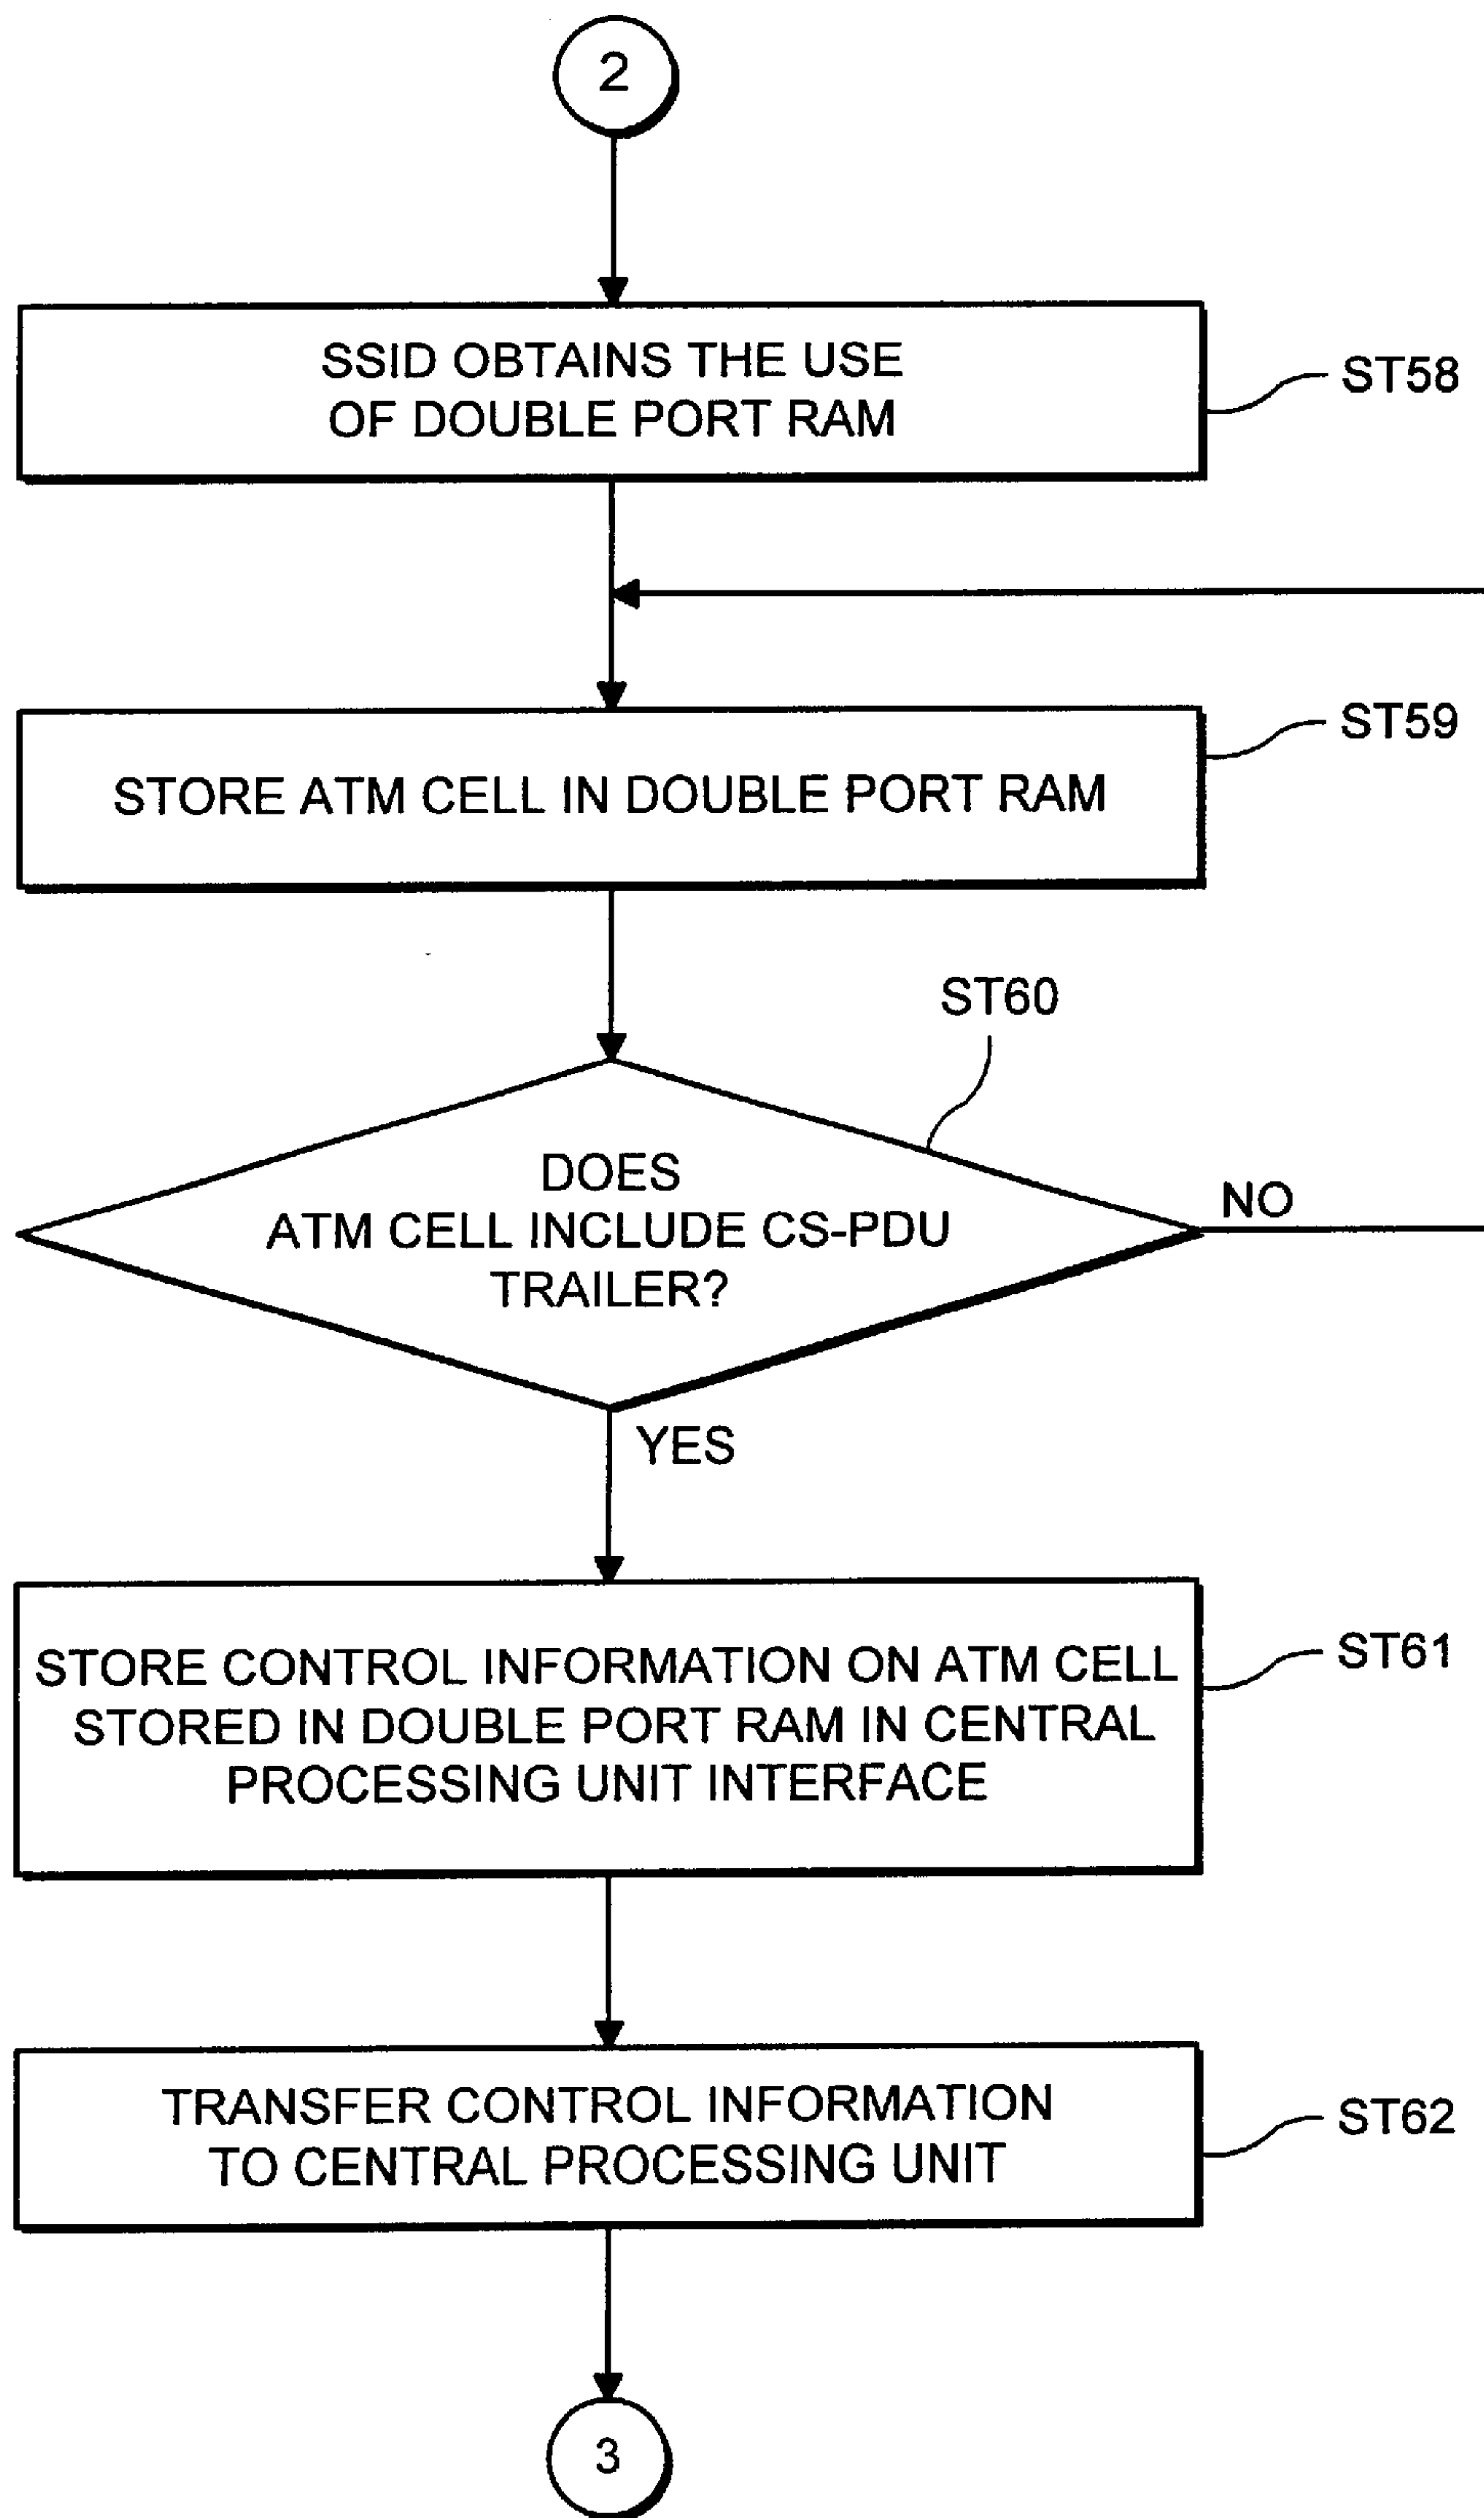 2
SSID OBTAINS THE USE
OF DOUBLE PORT RAM
ST58
ST59
STORE ATM CELL IN DOUBLE PORT RAM
ST60
DOES
ATM CELL INCLUDE CS-PDU
TRAILER?
NO
YES
STORE CONTROL INFORMATION ON ATM CELL
STORED IN DOUBLE PORT RAM IN CENTRAL
PROCESSING UNIT INTERFACE
ST61
TRANSFER CONTROL INFORMATION
TO CENTRAL PROCESSING UNIT
ST62
3